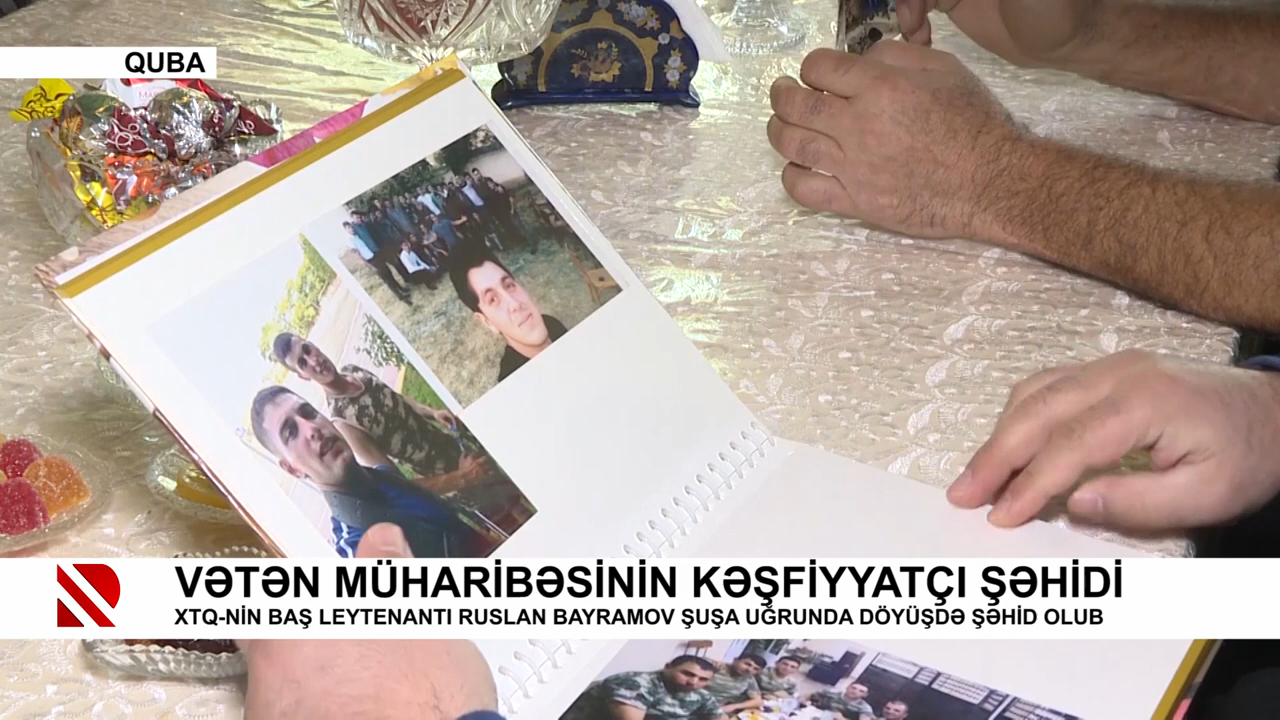 QUBA
VƏTƏN MÜHARİBƏSİNİN KƏŞFİYYATÇI ŞƏHİDİ
XTQ-NİN BAŞ LEYTENANTI RUSLAN BAYRAMOV ŞUŞA UĞRUNDA DÖYÜŞDƏ ŞƏHİD OLUB